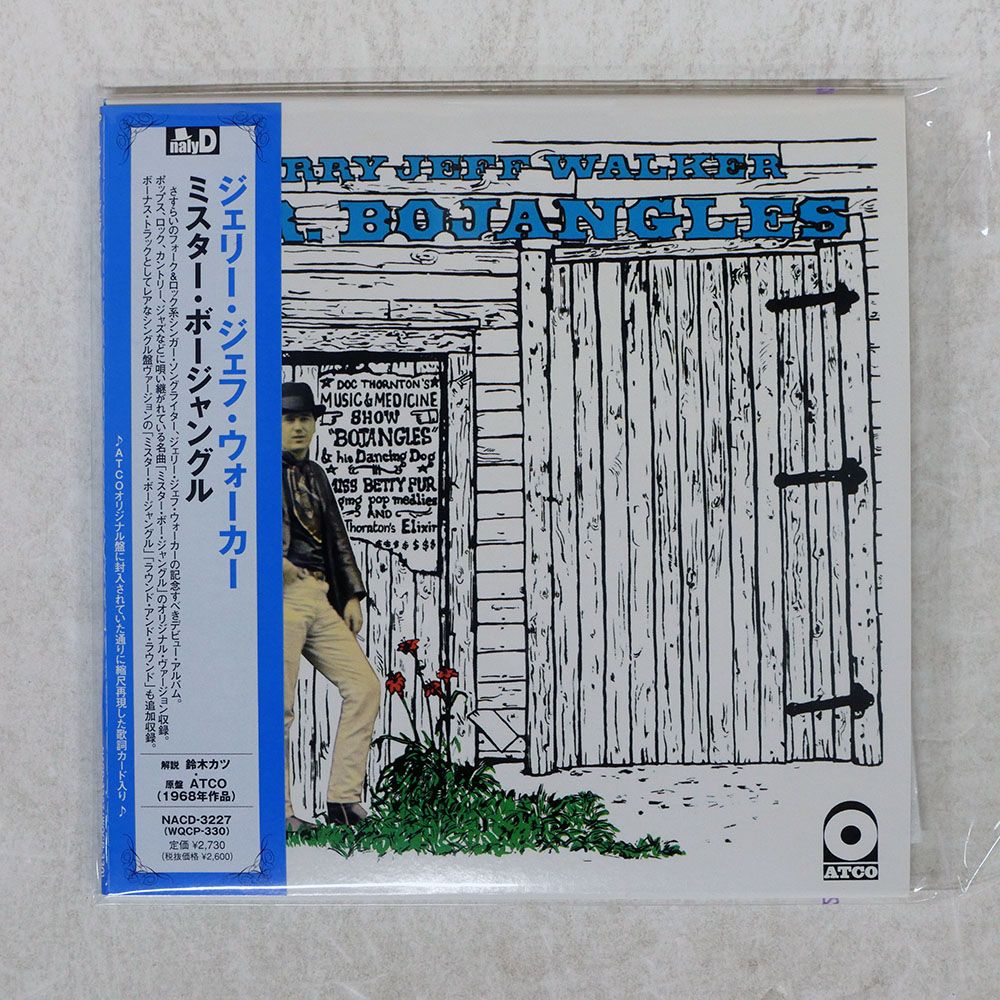 nalyD
ジェリー・ジェフ・ウォーカー
ミスター・ボージャングル
さすらいのフォーク&ロック系シンガー・ソングライター、ジェリー・ジェフ・ウォーカーの記念すべきデビュー・アルバム。
ポップス、ロック、カントリー、ジャズなどに唄い継がれている名曲「ミスター・ボージャングル」のオリジナル・ヴァージョン収録。
ボーナス・トラックとしてレアなシングル盤ヴァージョンの「ミスター・ボージャングル」「ラウンド・アンド・ラウンド」も追加収録。
♪ATCOオリジナル盤に封入されていた通りに縮尺再現した歌詞カード入り♪
解説 鈴木カツ
原盤 ATCO
(1968年作品)
NACD-3227
(WQCP-330)
定価 ¥2,730
(税抜価格 ¥2,600)
RRY JEFF WALKER
R. BOJANGLES
DOC THORNTON'S
MUSIC & MEDICINE
SHOW
"BOJANGLES"
& his Dancing Dog
in
MISS BETTY FUR
ging pop medlies
AND
Thornton's Elixir
$$$$$$
ATCO